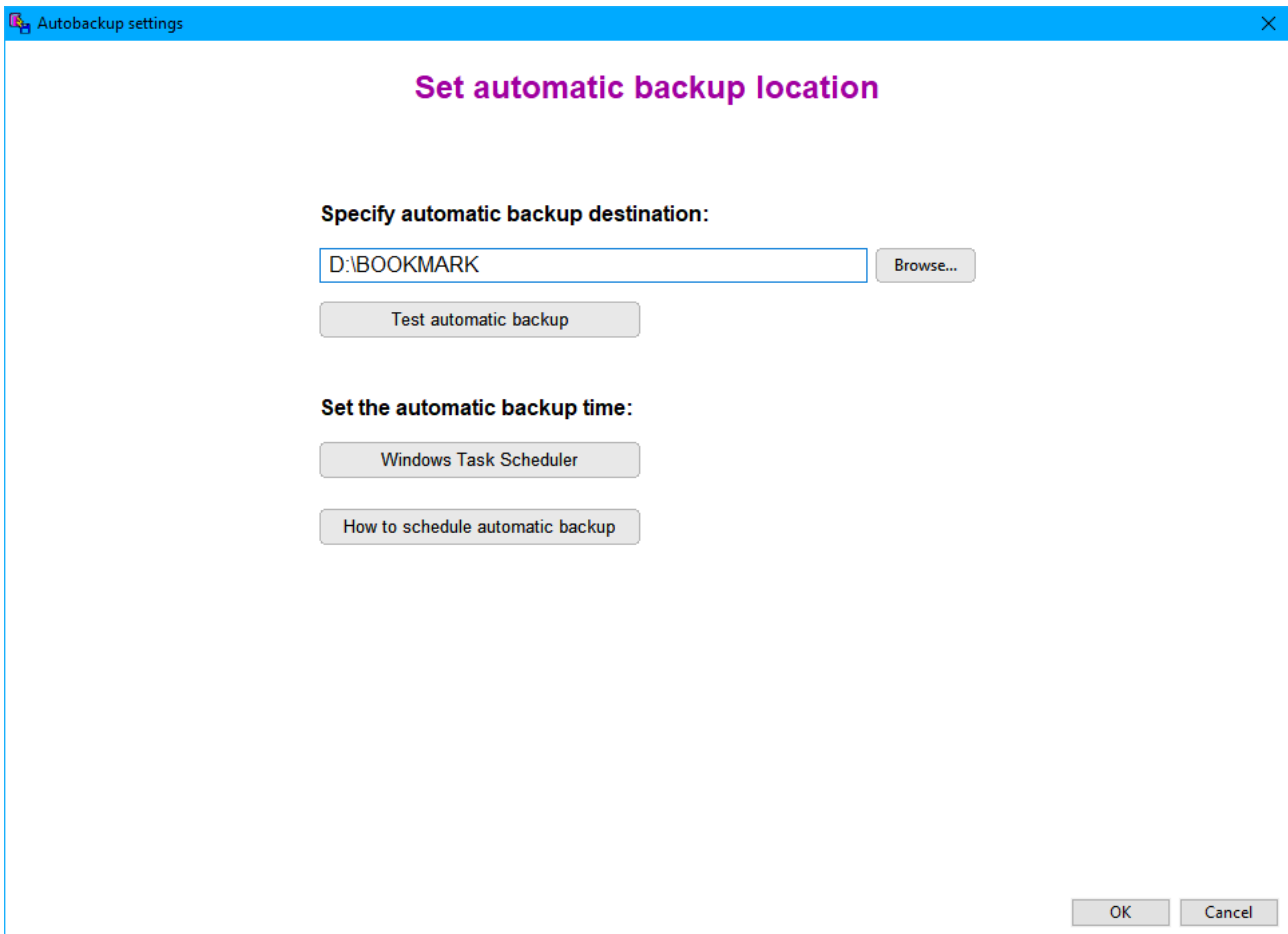 Autobackup settings
Set automatic backup location
Specify automatic backup destination:
D:\BOOKMARK
Browse...
Test automatic backup
Set the automatic backup time:
Windows Task Scheduler
How to schedule automatic backup
OK
Cancel